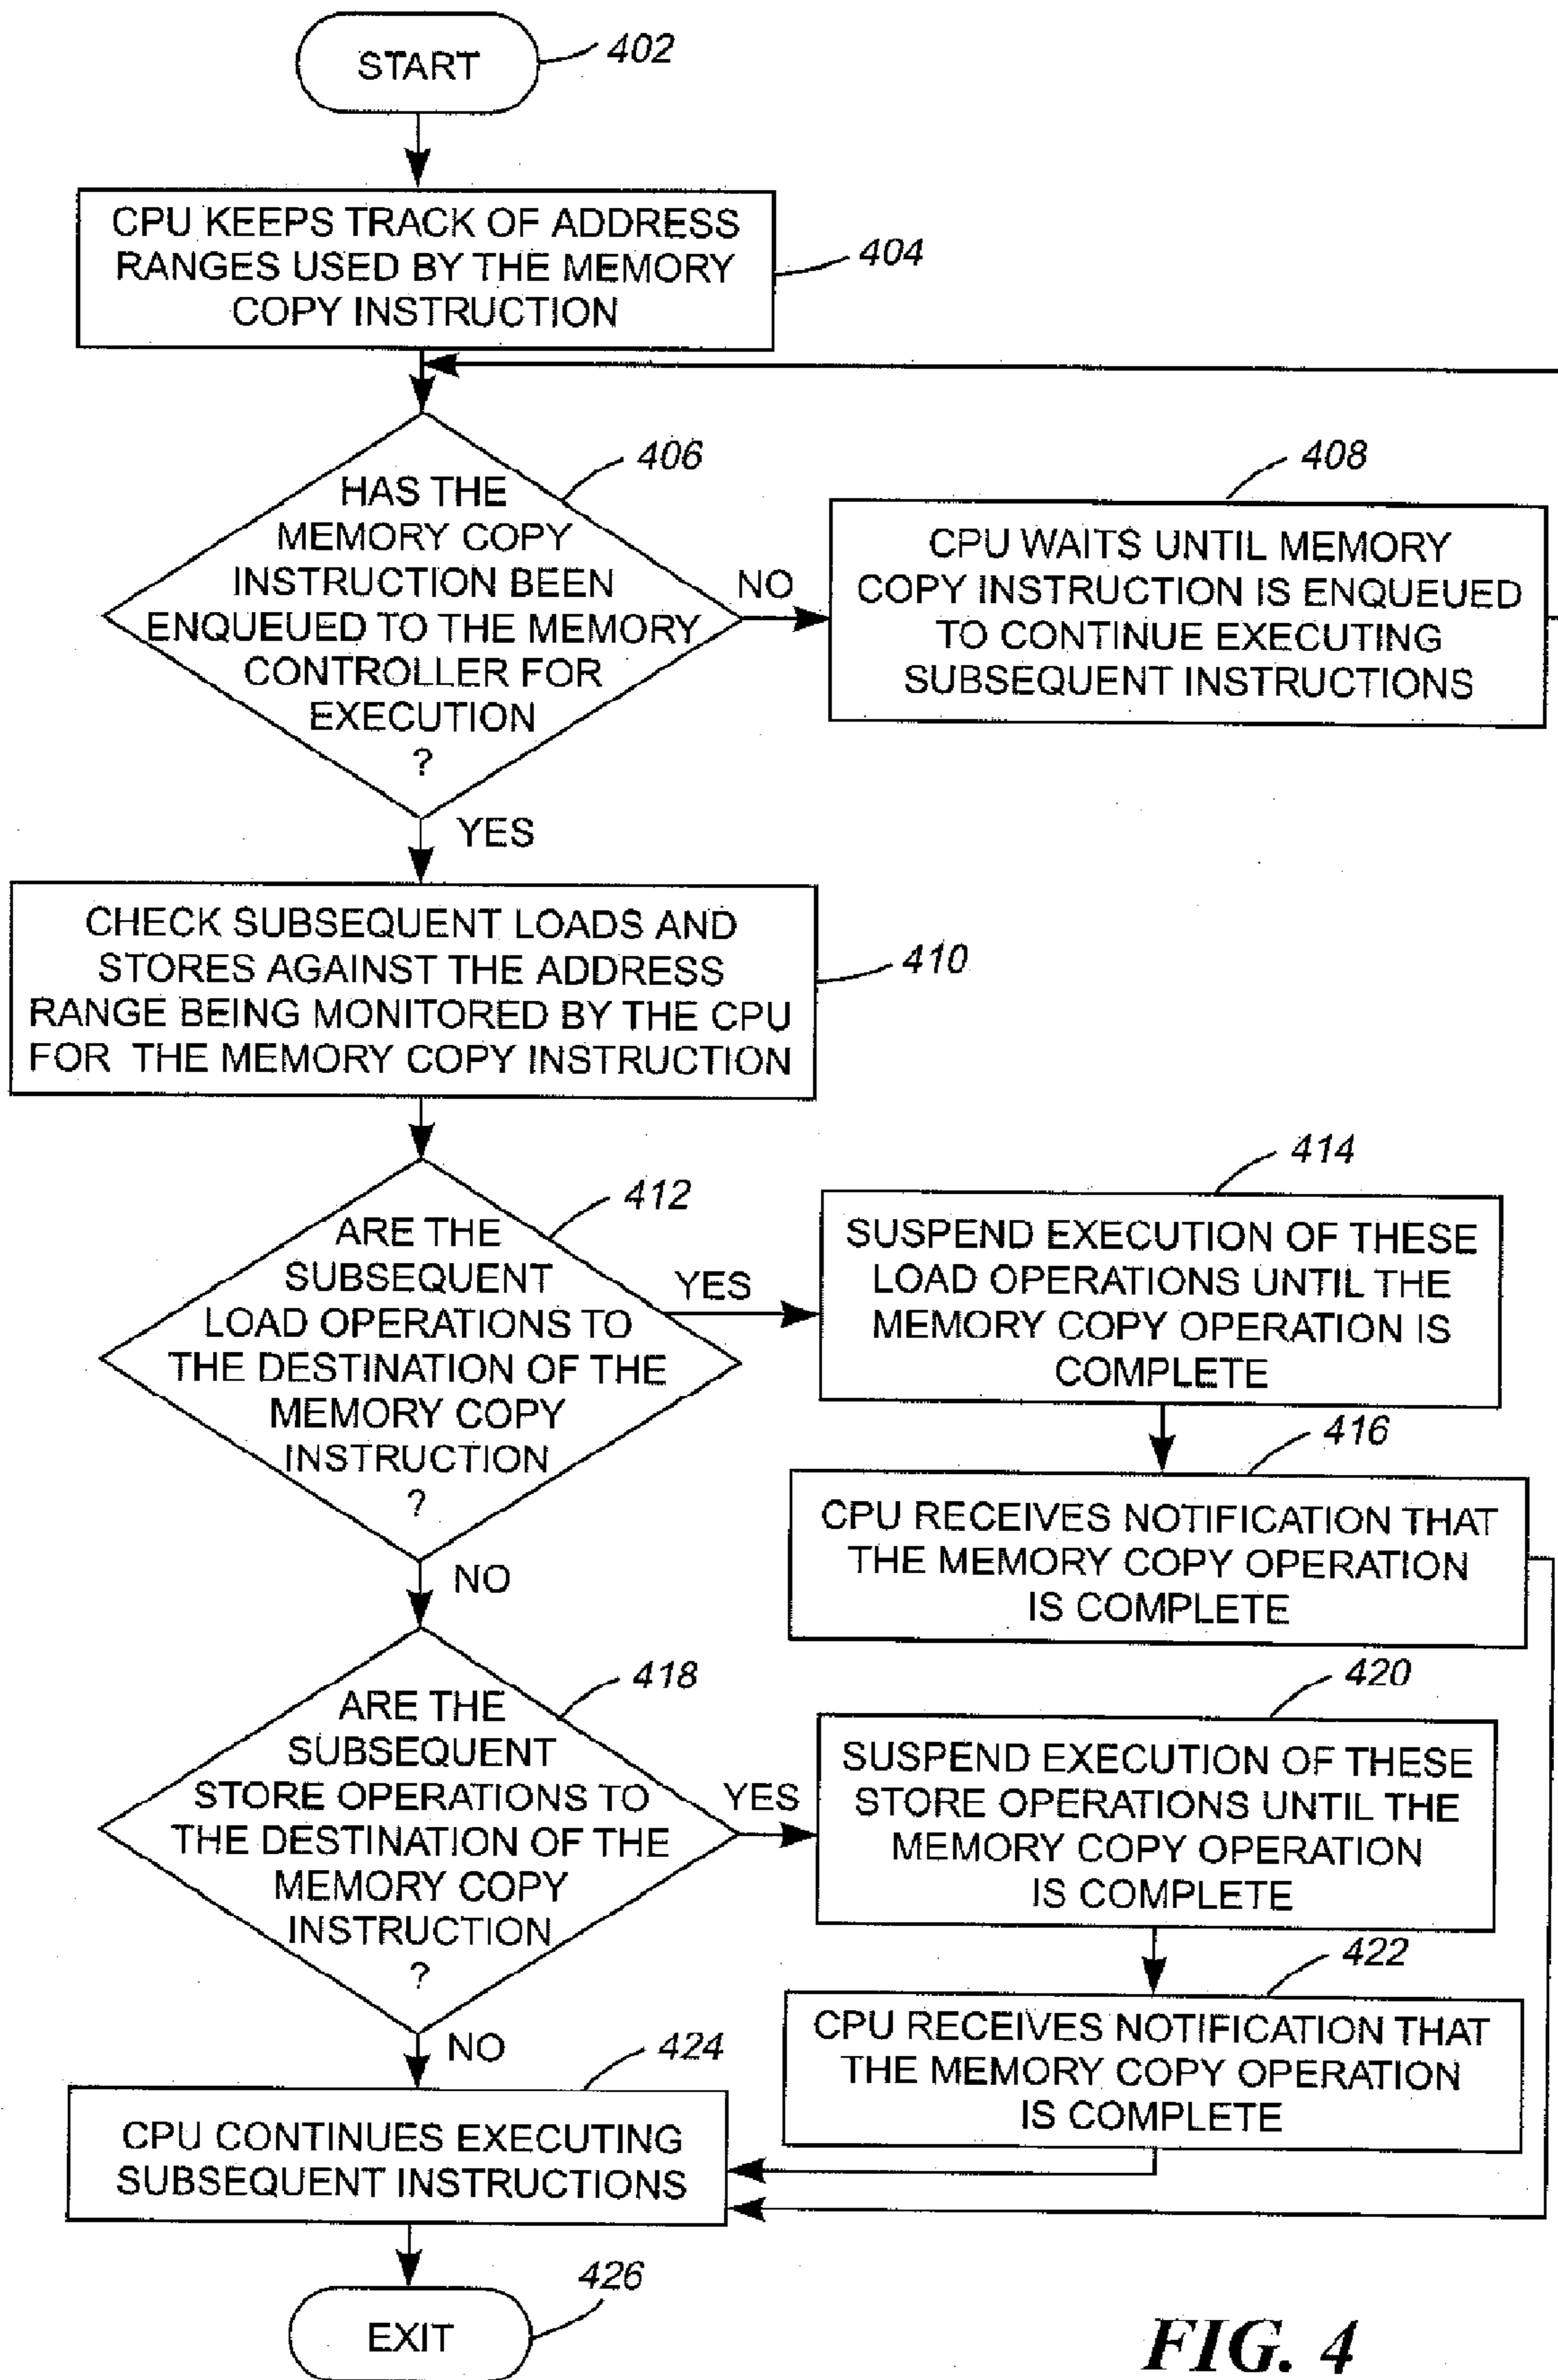 START
402
CPU KEEPS TRACK OF ADDRESS
RANGES USED BY THE MEMORY
COPY INSTRUCTION
404
HAS THE
MEMORY COPY
INSTRUCTION BEEN
ENQUEUED TO THE MEMORY
CONTROLLER FOR
EXECUTION
?
406
NO
408
CPU WAITS UNTIL MEMORY
COPY INSTRUCTION IS ENQUEUED
TO CONTINUE EXECUTING
SUBSEQUENT INSTRUCTIONS
YES
CHECK SUBSEQUENT LOADS AND
STORES AGAINST THE ADDRESS
RANGE BEING MONITORED BY THE CPU
FOR THE MEMORY COPY INSTRUCTION
410
ARE THE
SUBSEQUENT
LOAD OPERATIONS TO
THE DESTINATION OF THE
MEMORY COPY
INSTRUCTION
?
412
YES
414
SUSPEND EXECUTION OF THESE
LOAD OPERATIONS UNTIL THE
MEMORY COPY OPERATION IS
COMPLETE
416
CPU RECEIVES NOTIFICATION THAT
THE MEMORY COPY OPERATION
IS COMPLETE
NO
ARE THE
SUBSEQUENT
STORE OPERATIONS TO
THE DESTINATION OF THE
MEMORY COPY
INSTRUCTION
?
418
YES
420
SUSPEND EXECUTION OF THESE
STORE OPERATIONS UNTIL THE
MEMORY COPY OPERATION
IS COMPLETE
422
CPU RECEIVES NOTIFICATION THAT
THE MEMORY COPY OPERATION
IS COMPLETE
NO
424
CPU CONTINUES EXECUTING
SUBSEQUENT INSTRUCTIONS
426
EXIT
FIG. 4